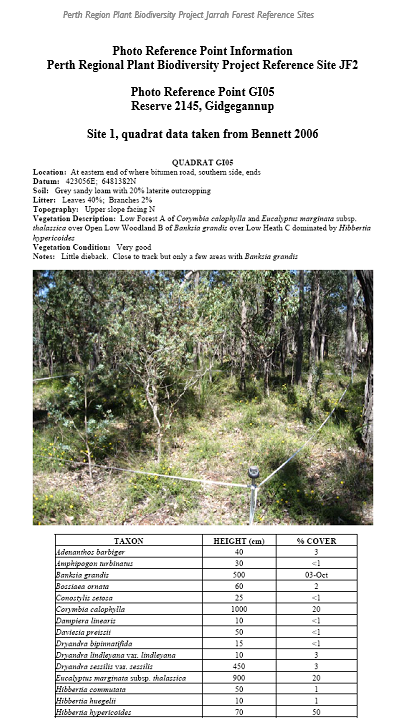 Perth Region Plant Biodiversity Project Jarrah Forest Reference Sites
Photo Reference Point Information
Perth Regional Plant Biodiversity Project Reference Site JF2
Photo Reference Point GI05
Reserve 2145, Gidgegannup
Site 1, quadrat data taken from Bennett 2006
QUADRAT GI05
Location: At eastern end of where bitumen road, southern side, ends
Datum: 423056E; 6481382N
Soil: Grey sandy loam with 20% laterite outcropping
Litter: Leaves 40%; Branches 2%
Topography: Upper slope facing N
Vegetation Description: Low Forest A of Corymbia calophylla and Eucalyptus marginata subsp.
thalassica over Open Low Woodland B of Banksia grandis over Low Heath C dominated by Hibbertia
hypericoides
Vegetation Condition: Very good
Notes: Little dieback. Close to track but only a few areas with Banksia grandis
TAXON HEIGHT (cm) % COVER
Adenanthos barbiger 40 3
Amphipogon turbinatus 30 <1
Banksia grandis 500 03-Oct
Bossiaea ornata 60 2
Conostylis setosa 25 <1
Corymbia calophylla 1000 20
Dampiera linearis 10 <1
Daviesia preissii 50 <1
Dryandra bipinnatifida 15 <1
Dryandra lindleyana var. lindleyana 10 3
Dryandra sessilis var. sessilis 450 3
Eucalyptus marginata subsp. thalassica 900 20
Hibbertia commutata 50 1
Hibbertia huegelii 10 1
Hibbertia hypericoides 70 50